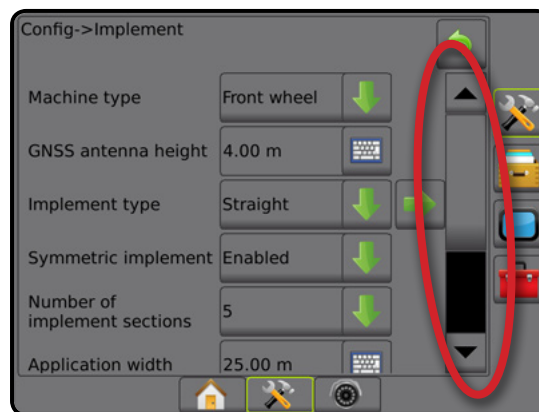 Config->Implement
Machine type Front wheel
GNSS antenna height 4.00 m
Implement type Straight
Symmetric implement Enabled
Number of
implement sections 5
Application width 25.00 m